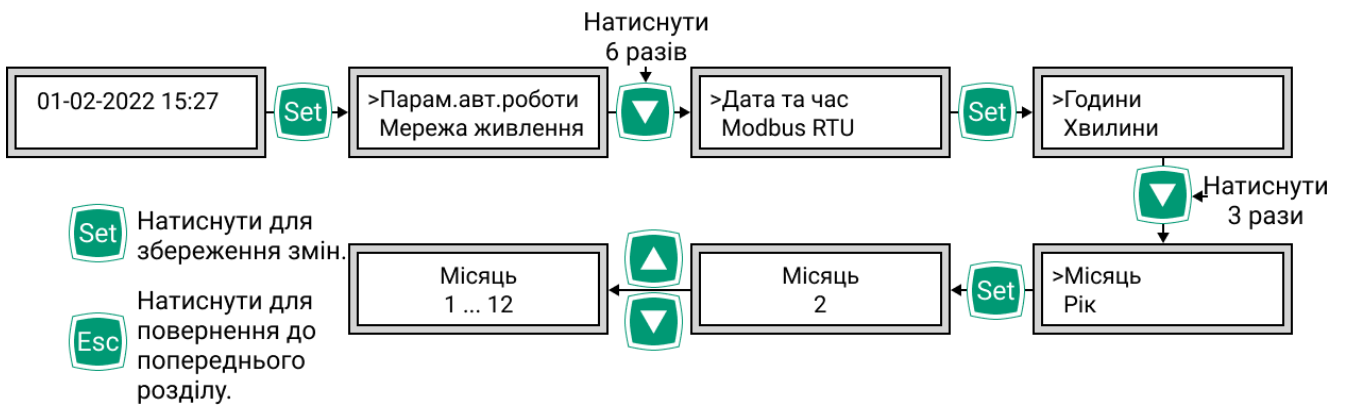 Натиснути
6 разів
01-02-2022 15:27
Set
>Парам.авт.роботи
Мережа живлення
>Дата та час
Modbus RTU
Set
>Години
Хвилини
Натиснути
3 рази
Set
Натиснути для
збереження змін.
Місяць
1 ... 12
Місяць
2
Set
>Місяць
Рік
Esc
Натиснути для
повернення до
попереднього
розділу.